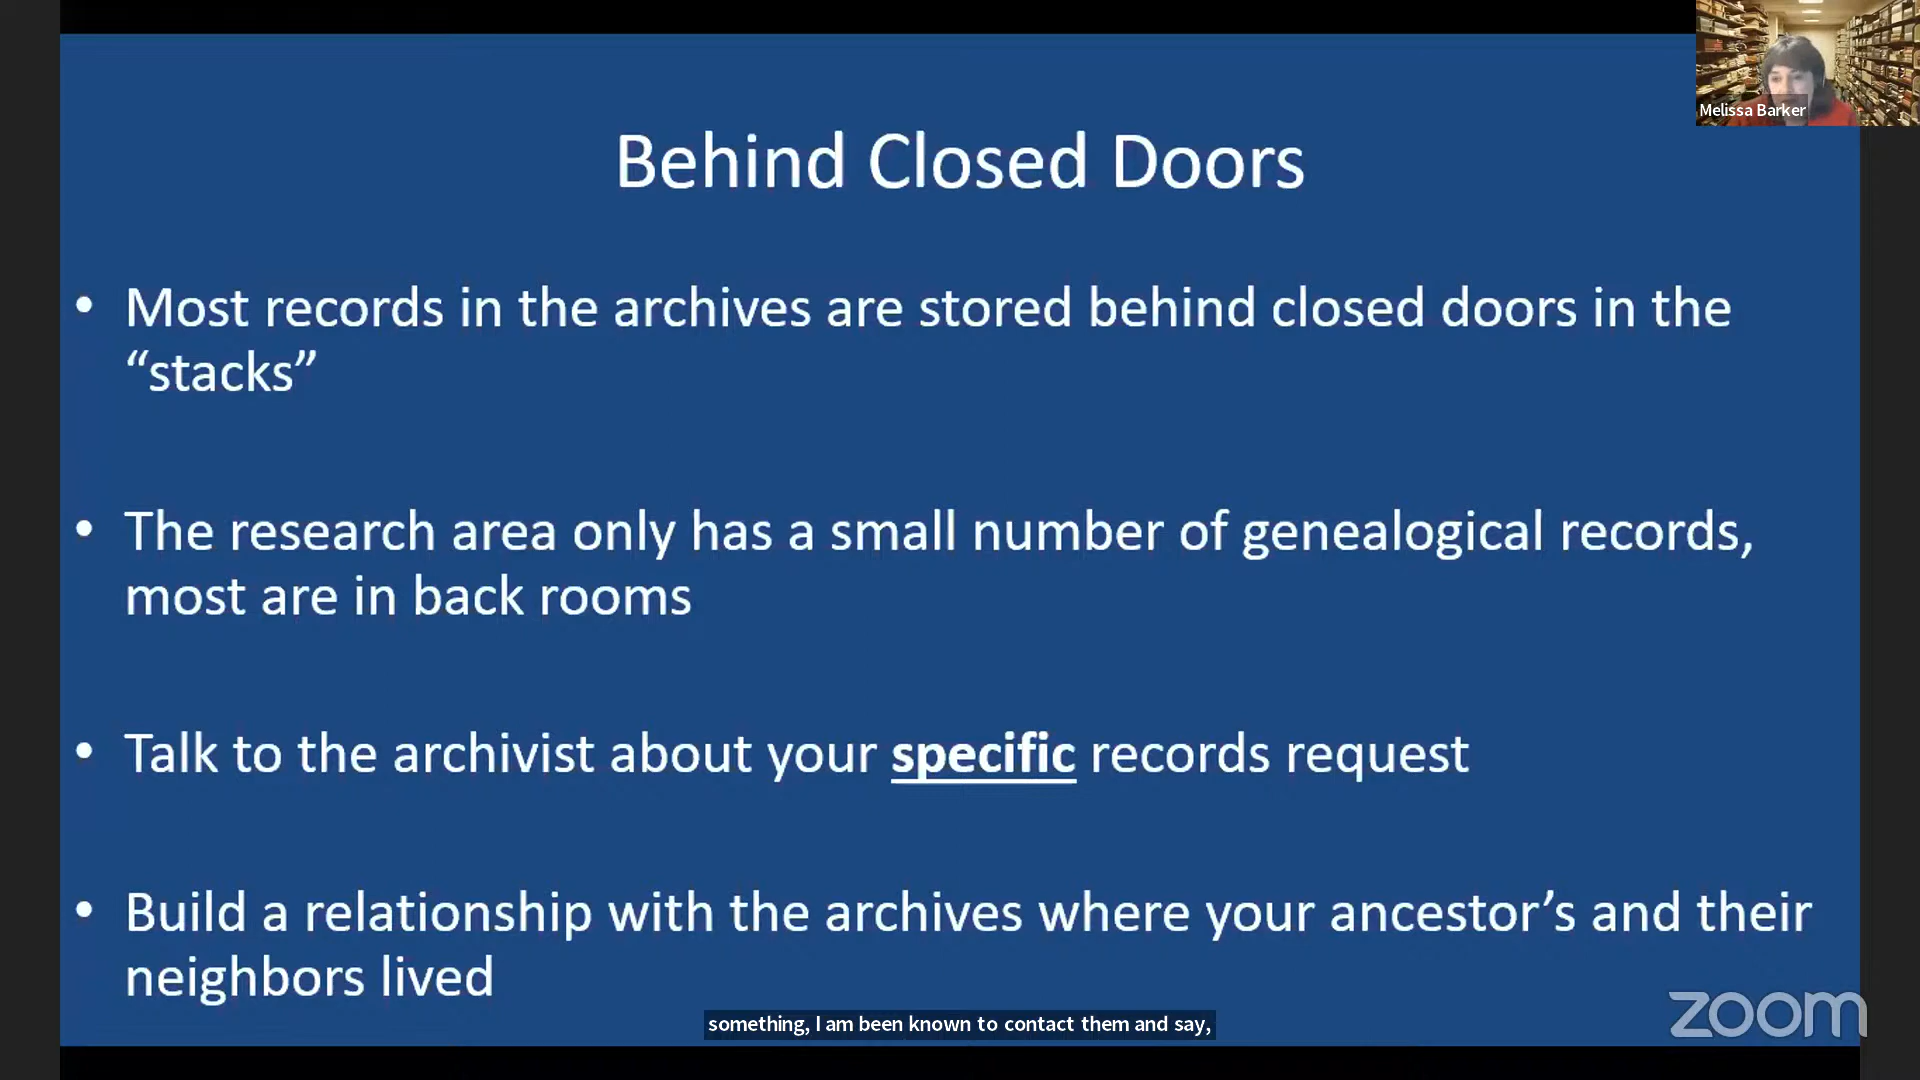 Melissa Barker
Behind Closed Doors
• Most records in the archives are stored behind closed doors in the
“stacks”
• The research area only has a small number of genealogical records,
most are in back rooms
• Talk to the archivist about your specific records request
• Build a relationship with the archives where your ancestor’s and their
neighbors lived
something, I am been known to contact them and say,
zoom